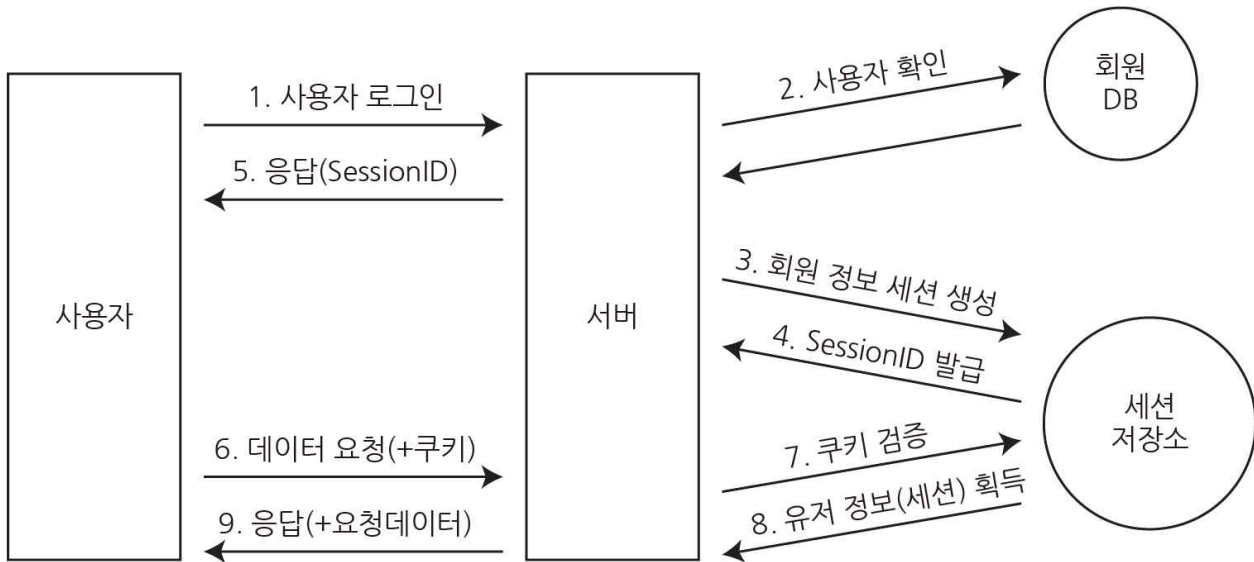 1. 사용자 로그인
2. 사용자 확인
회원
DB
5. 응답(SessionID)
3. 회원 정보 세션 생성
사용자
서버
4. SessionID 발급
세션
저장소
6. 데이터 요청(+쿠키)
7. 쿠키 검증
8. 유저 정보(세션) 획득
9. 응답(+요청데이터)